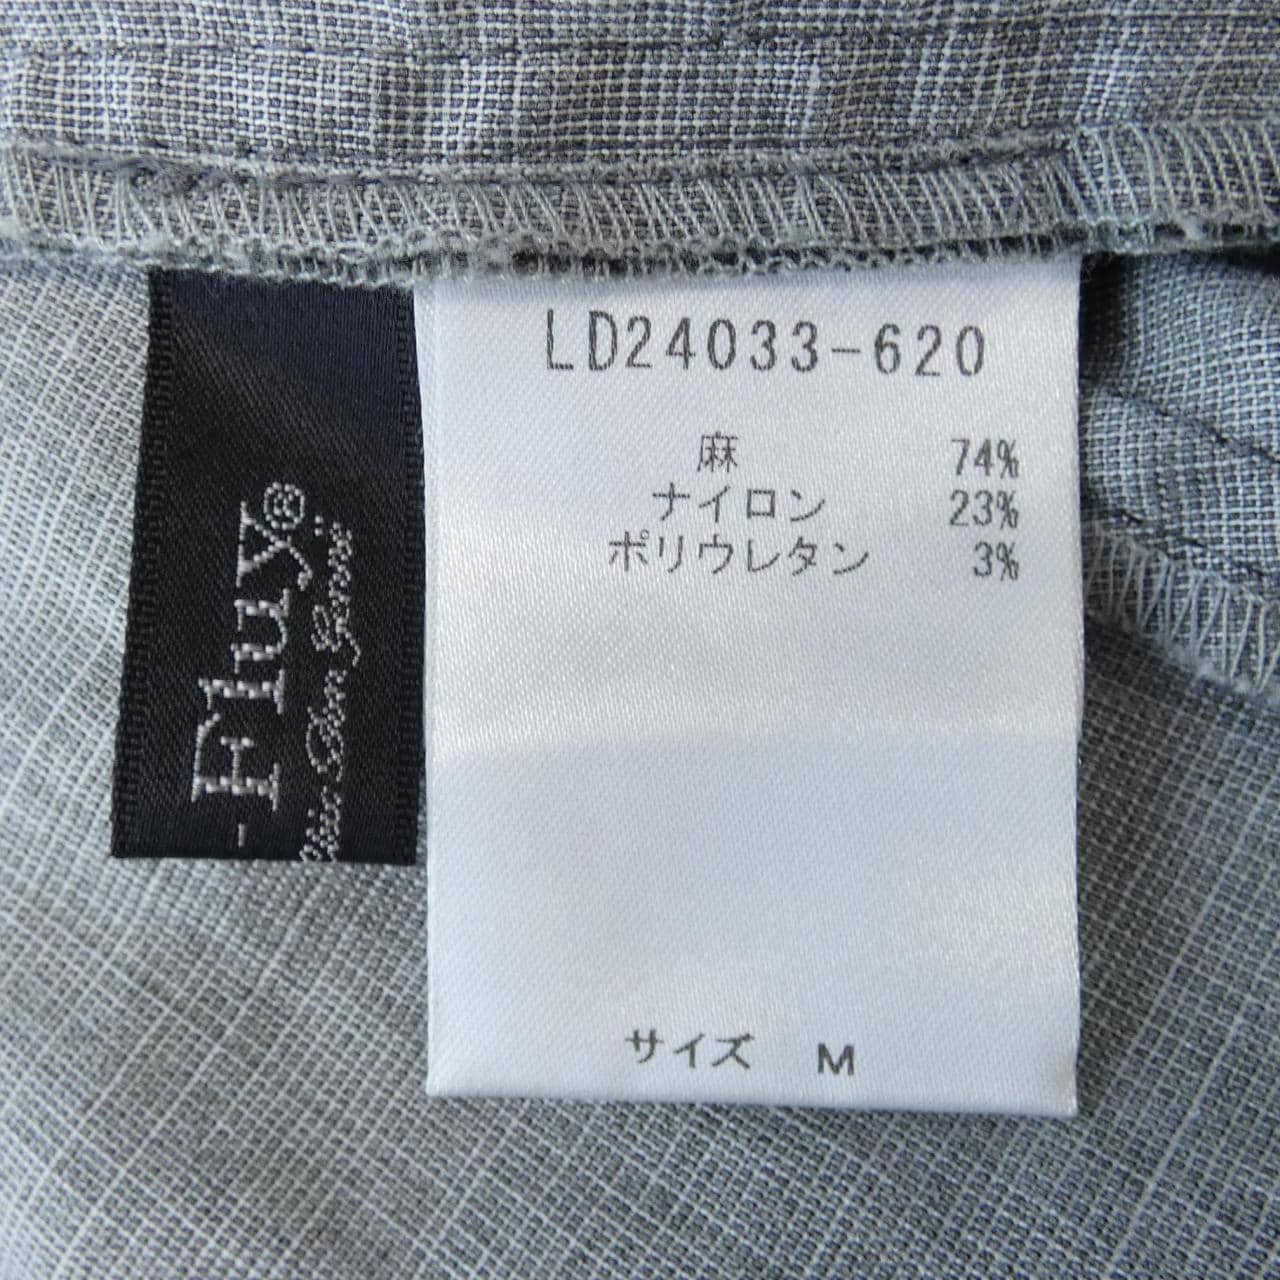 LD24033-620
麻 74%
ナイロン 23%
ポリウレタン 3%
サイズ M
-Fluy®